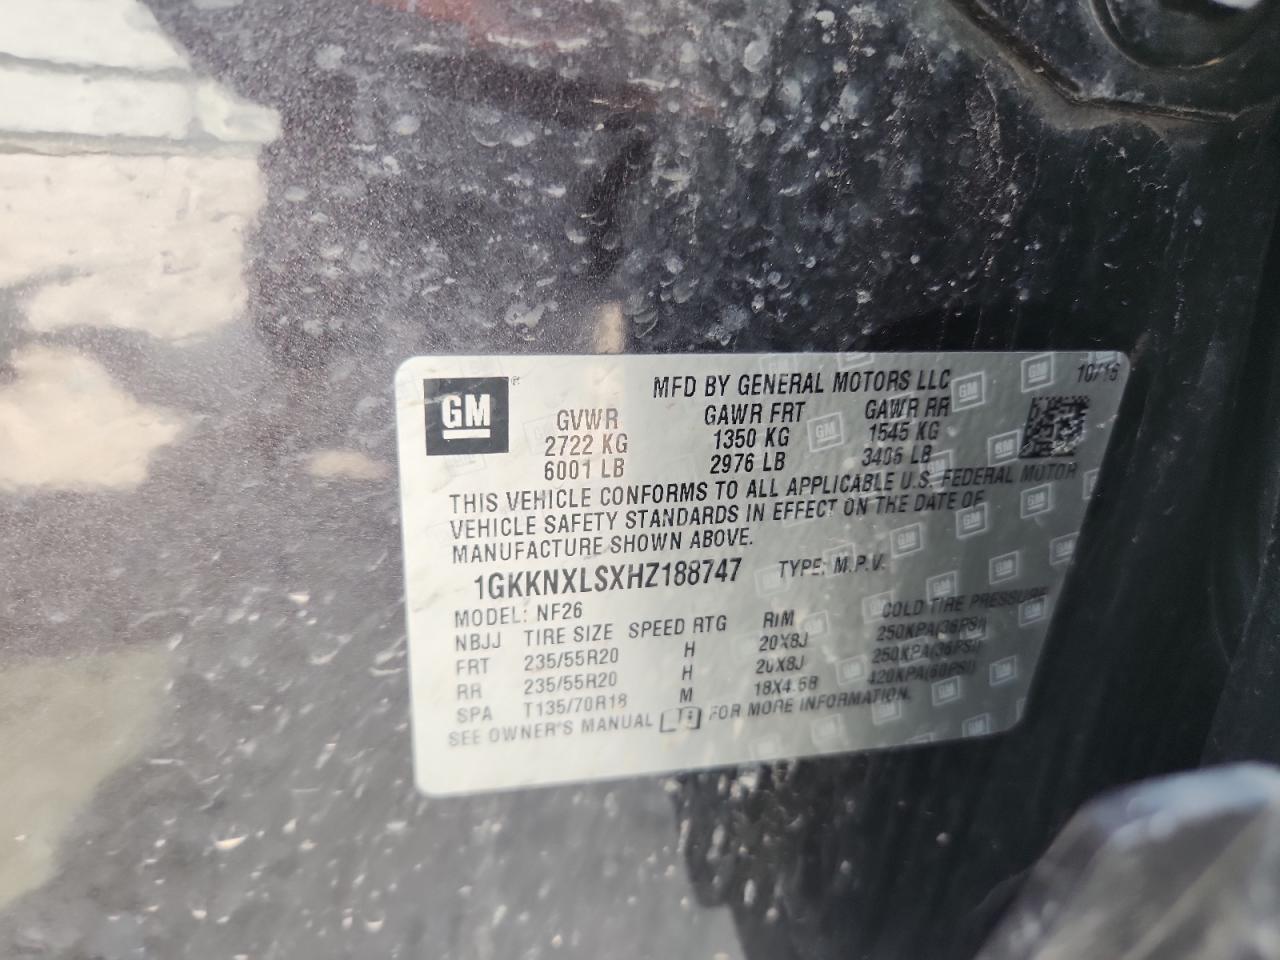 GM
MFD BY GENERAL MOTORS LLC 10/16
GVWR GAWR FRT GAWR RR
2722 KG 1350 KG 1545 KG
6001 LB 2976 LB 3406 LB
THIS VEHICLE CONFORMS TO ALL APPLICABLE U.S. FEDERAL MOTOR
VEHICLE SAFETY STANDARDS IN EFFECT ON THE DATE OF
MANUFACTURE SHOWN ABOVE.
1GKKNXLSXHZ188747 TYPE: M.P.V.
MODEL: NF26
NBJJ TIRE SIZE SPEED RTG RIM COLD TIRE PRESSURE
FRT 235/55R20 H 20X8J 250KPA(36PSI)
RR 235/55R20 H 20X8J 250KPA(36PSI)
SPA T135/70R18 M 18X4.5B 420KPA(60PSI)
SEE OWNER'S MANUAL FOR MORE INFORMATION.